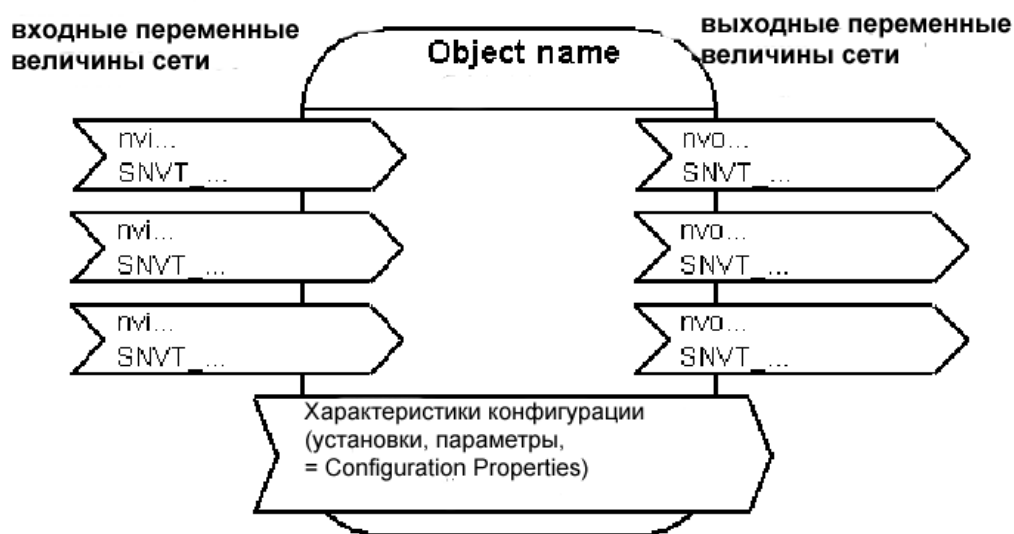 входные переменные
величины сети
Object name
выходные переменные
величины сети
nvi...
SNVT_...
nvo...
SNVT_...
nvi...
SNVT_...
nvo...
SNVT_...
nvi...
SNVT_...
nvo...
SNVT_...
Характеристики конфигурации
(установки, параметры,
= Configuration Properties)